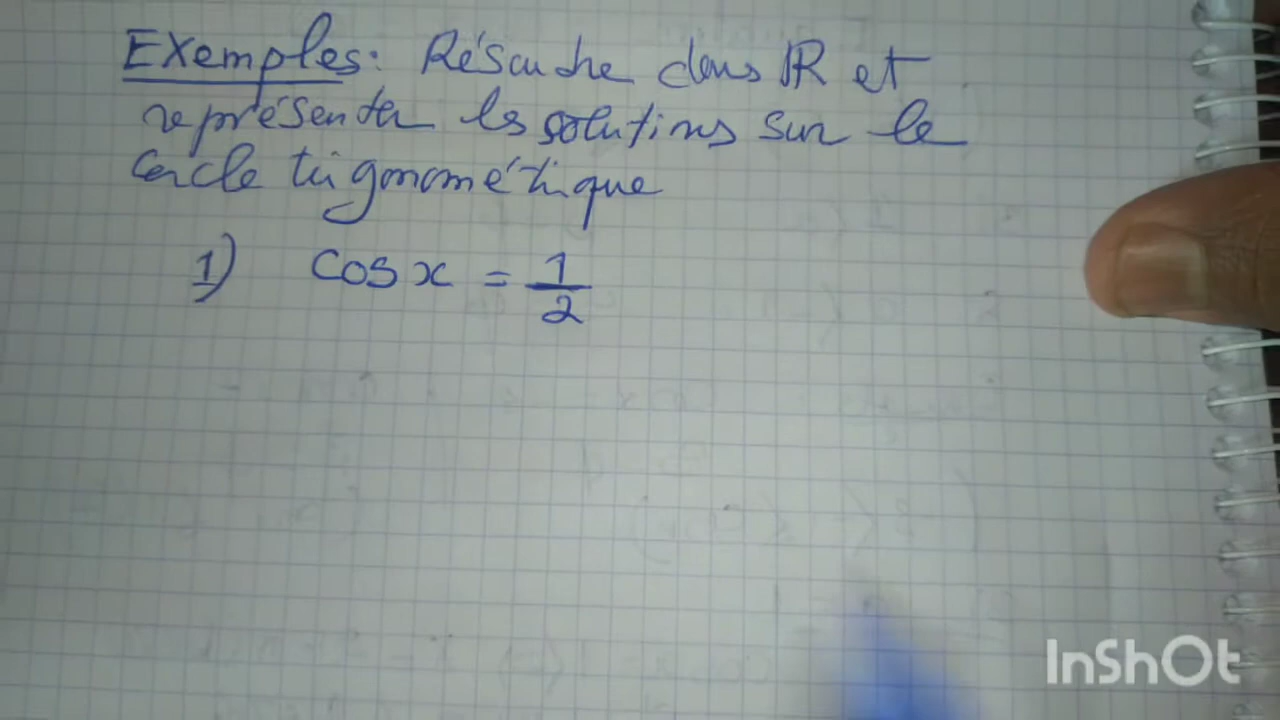 Exemples: Résoudre dans ℝ et
représenter les solutions sur le
cercle trigonométrique
1) cos x = 1/2
InShOt